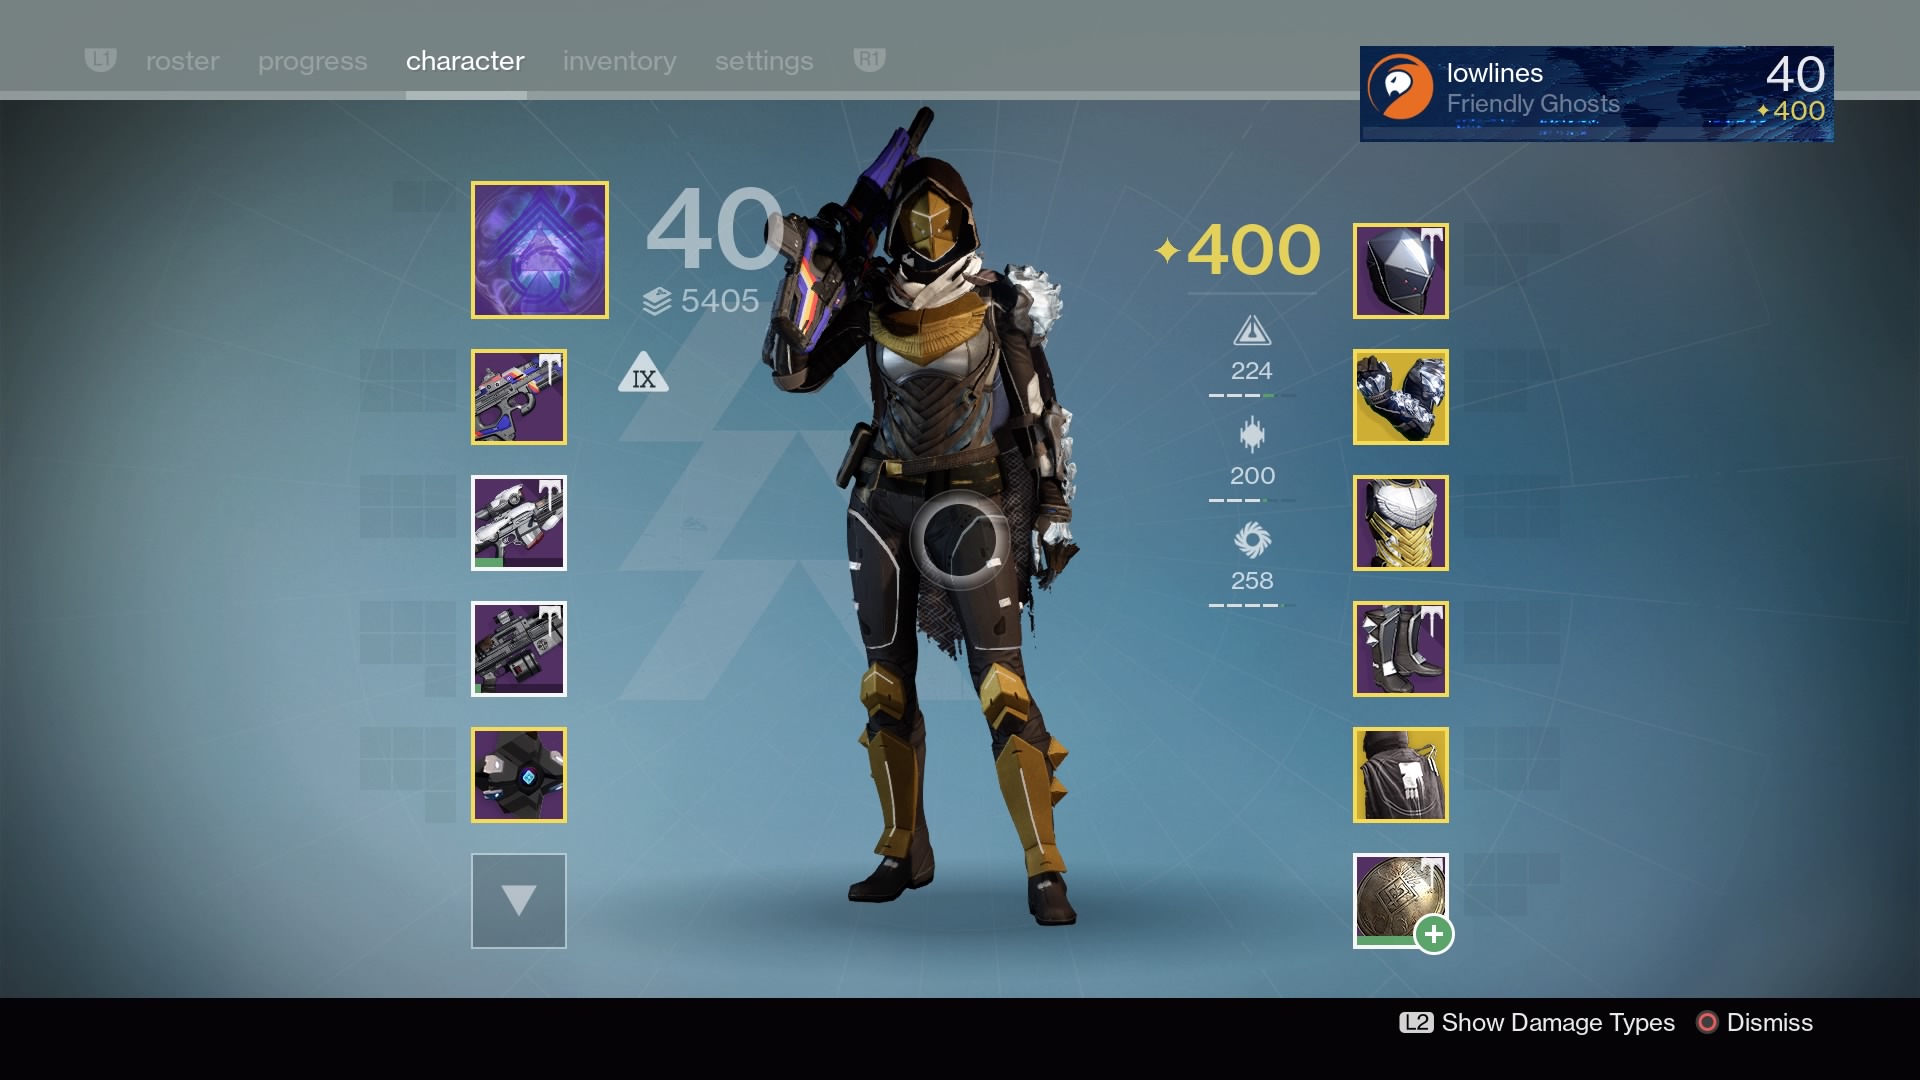 L1 roster progress character inventory settings R1
lowlines
Friendly Ghosts
40
400
40
5405
IX
400
224
200
258
L2 Show Damage Types Dismiss